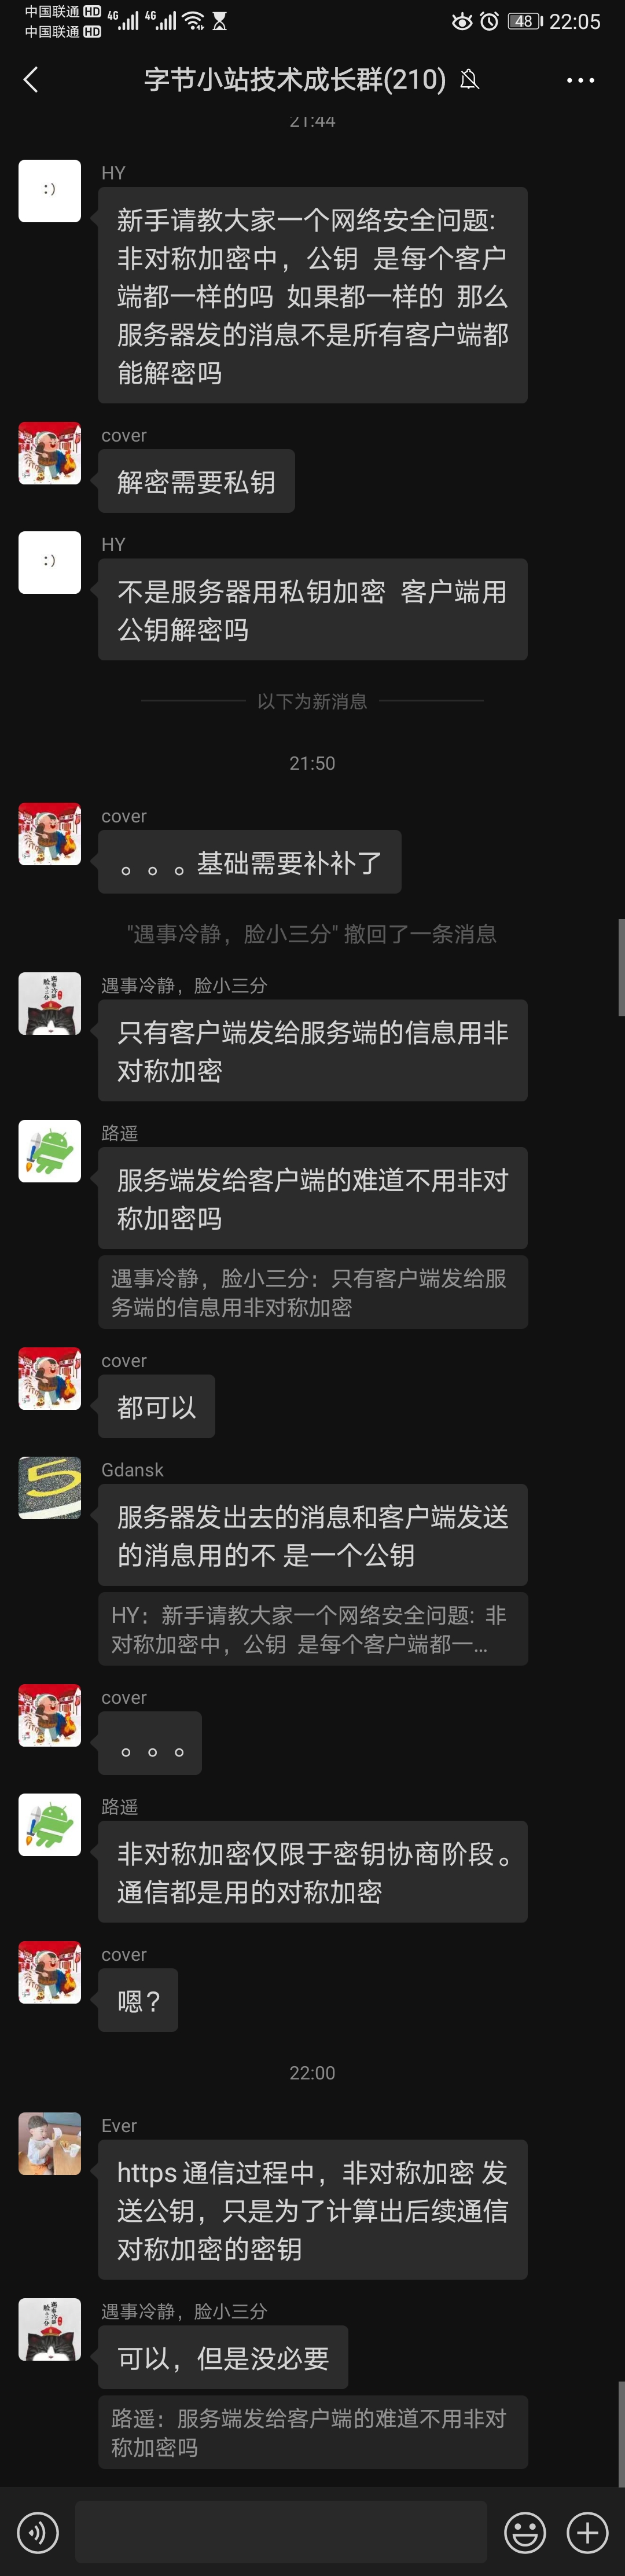 中国联通 HD 4G 4G 48 22:05
中国联通 HD
字节小站技术成长群(210)
21:44
HY
新手请教大家一个网络安全问题:
非对称加密中，公钥 是每个客户
端都一样的吗 如果都一样的 那么
服务器发的消息不是所有客户端都
能解密吗
cover
解密需要私钥
HY
不是服务器用私钥加密 客户端用
公钥解密吗
以下为新消息
21:50
cover
。。。基础需要补补了
"遇事冷静，脸小三分" 撤回了一条消息
遇事冷静，脸小三分
只有客户端发给服务端的信息用非
对称加密
路遥
服务端发给客户端的难道不用非对
称加密吗
遇事冷静，脸小三分：只有客户端发给服
务端的信息用非对称加密
cover
都可以
Gdansk
服务器发出去的消息和客户端发送
的消息用的不 是一个公钥
HY：新手请教大家一个网络安全问题: 非
对称加密中，公钥 是每个客户端都一...
cover
。。。
路遥
非对称加密仅限于密钥协商阶段。
通信都是用的对称加密
cover
嗯？
22:00
Ever
https 通信过程中，非对称加密 发
送公钥，只是为了计算出后续通信
对称加密的密钥
遇事冷静，脸小三分
可以，但是没必要
路遥：服务端发给客户端的难道不用非对
称加密吗